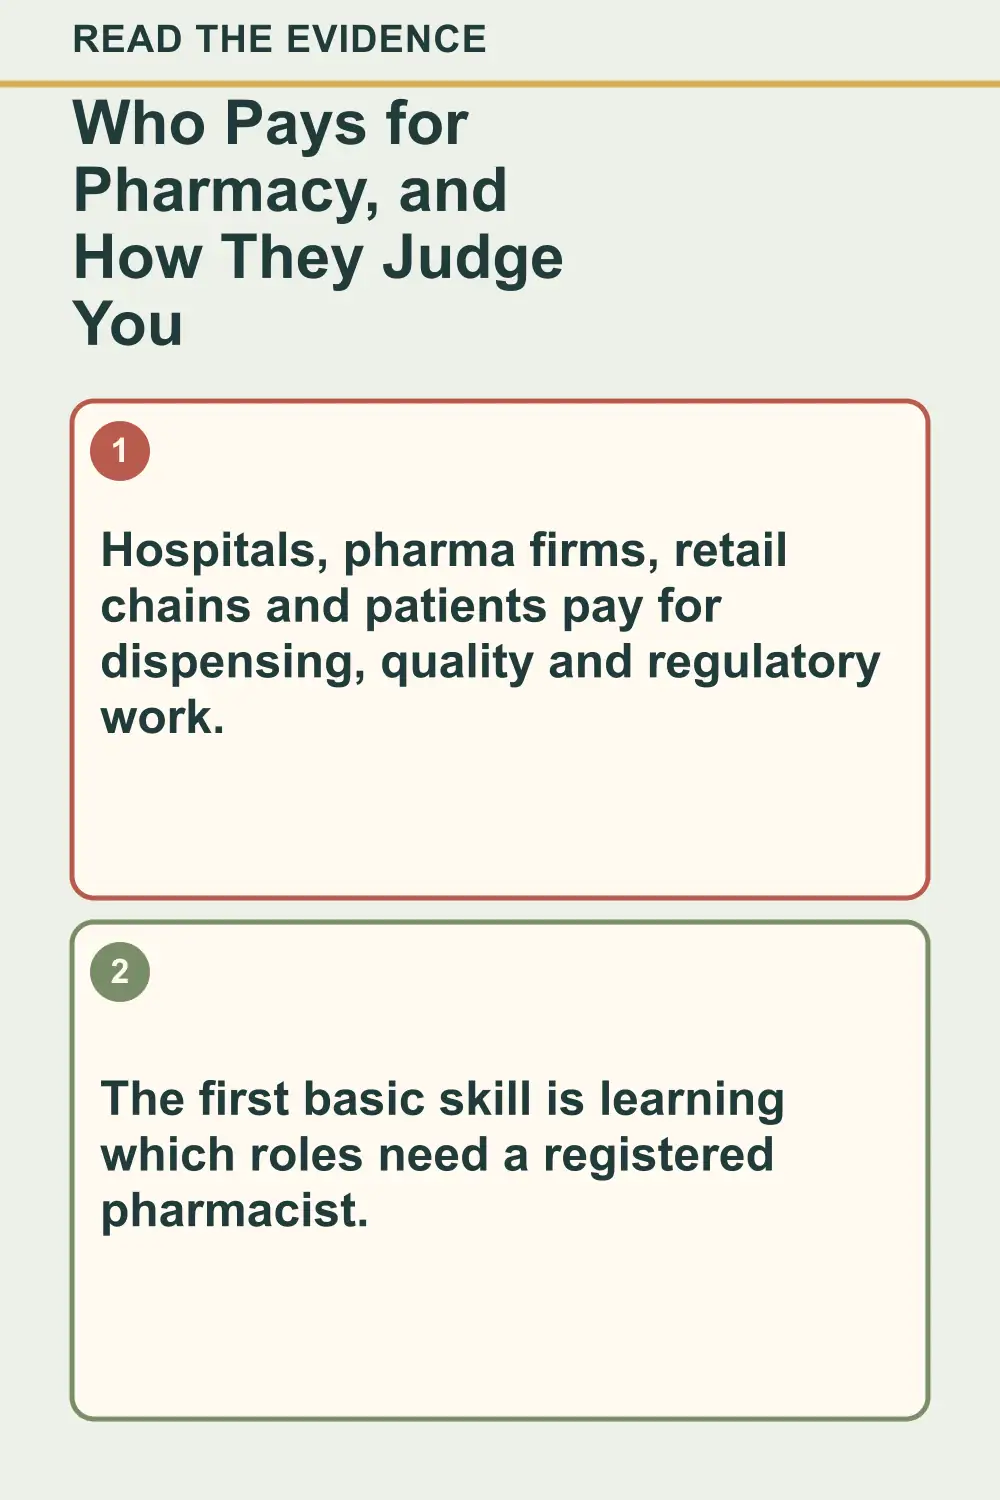 READ THE EVIDENCE
Who Pays for
Pharmacy, and
How They Judge
You
1
Hospitals, pharma firms, retail
chains and patients pay for
dispensing, quality and regulatory
work.
2
The first basic skill is learning
which roles need a registered
pharmacist.